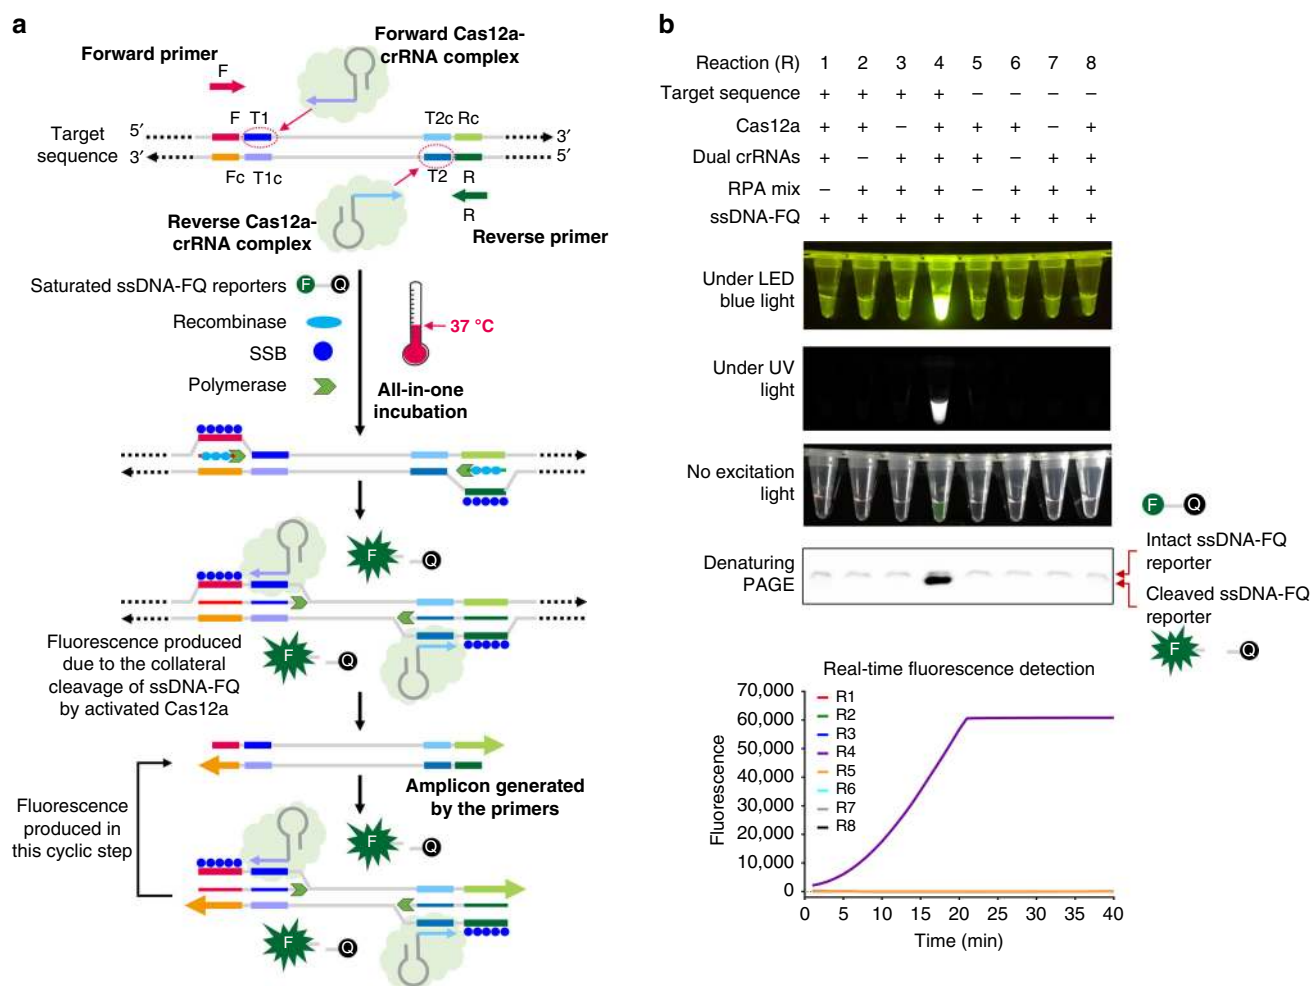 a
Forward primer
F
Forward Cas12a-
crRNA complex
Target
sequence
5′
F T1
T2c Rc
3′
3′
5′
Fc T1c
T2
R
R
Reverse Cas12a-
crRNA complex
Reverse primer
Saturated ssDNA-FQ reporters
F Q
Recombinase
SSB
Polymerase
37 °C
All-in-one
incubation
F Q
Fluorescence produced
due to the collateral
cleavage of ssDNA-FQ
by activated Cas12a
F Q
Amplicon generated
by the primers
Fluorescence
produced in
this cyclic step
F Q
F Q
b
Reaction (R) 1 2 3 4 5 6 7 8
Target sequence + + + + − − − −
Cas12a + + − + + + − +
Dual crRNAs + − + + + − + +
RPA mix − + + + − + + +
ssDNA-FQ + + + + + + + +
Under LED
blue light
Under UV
light
No excitation
light
F Q
Denaturing
PAGE
Intact ssDNA-FQ
reporter
Cleaved ssDNA-FQ
reporter
F Q
Real-time fluorescence detection
Fluorescence
70,000
60,000
50,000
40,000
30,000
20,000
10,000
0
R1
R2
R3
R4
R5
R6
R7
R8
0 5 10 15 20 25 30 35 40
Time (min)